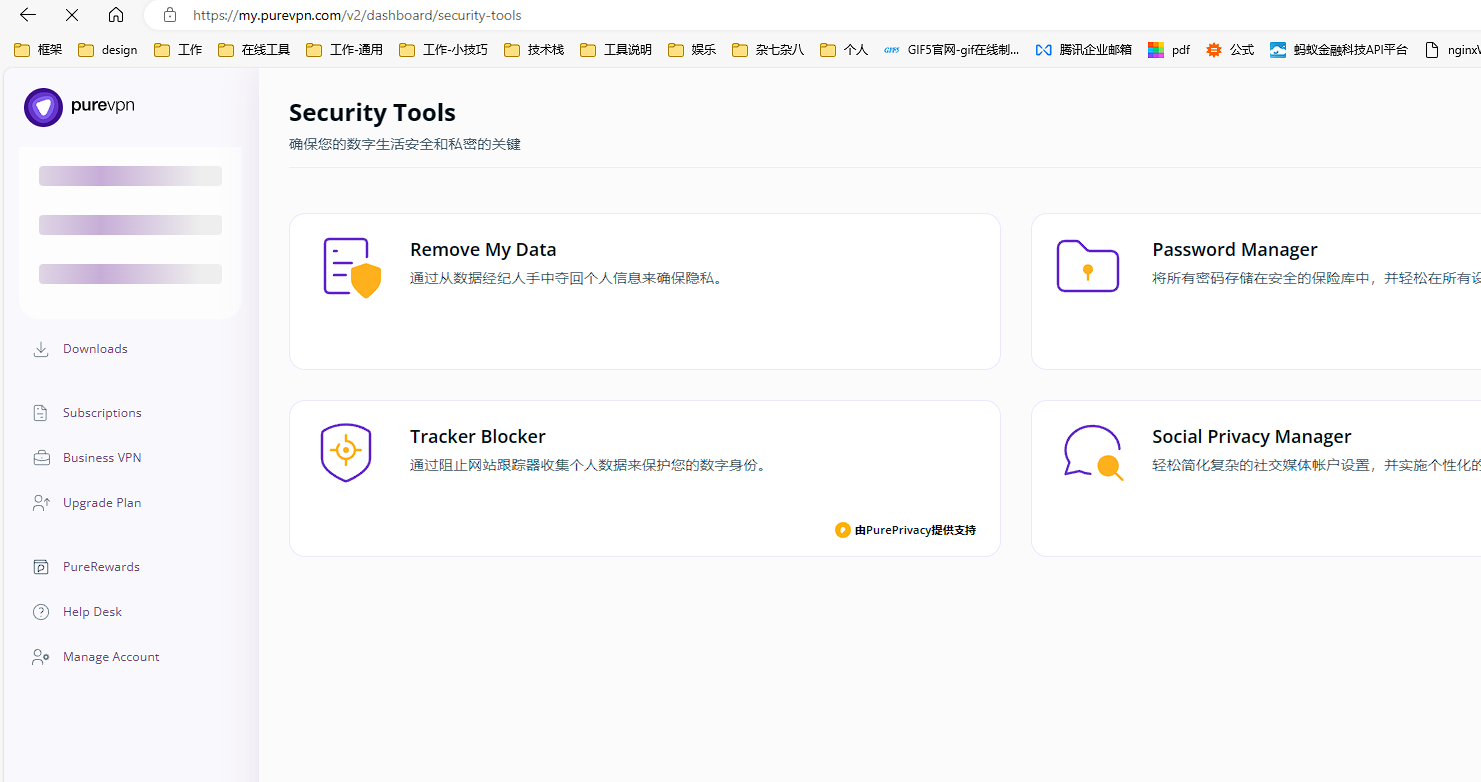 https://my.purevpn.com/v2/dashboard/security-tools
框架 design 工作 在线工具 工作-通用 工作-小技巧 技术栈 工具说明 娱乐 杂七杂八 个人 GIF5 GIF5官网-gif在线制... 腾讯企业邮箱 pdf 公式 蚂蚁金融科技API平台 nginxW
purevpn
Security Tools
确保您的数字生活安全和私密的关键
Remove My Data
通过从数据经纪人手中夺回个人信息来确保隐私。
Password Manager
将所有密码存储在安全的保险库中，并轻松在所有设
Downloads
Subscriptions
Business VPN
Upgrade Plan
PureRewards
Help Desk
Manage Account
Tracker Blocker
通过阻止网站跟踪器收集个人数据来保护您的数字身份。
由PurePrivacy提供支持
Social Privacy Manager
轻松简化复杂的社交媒体帐户设置，并实施个性化的